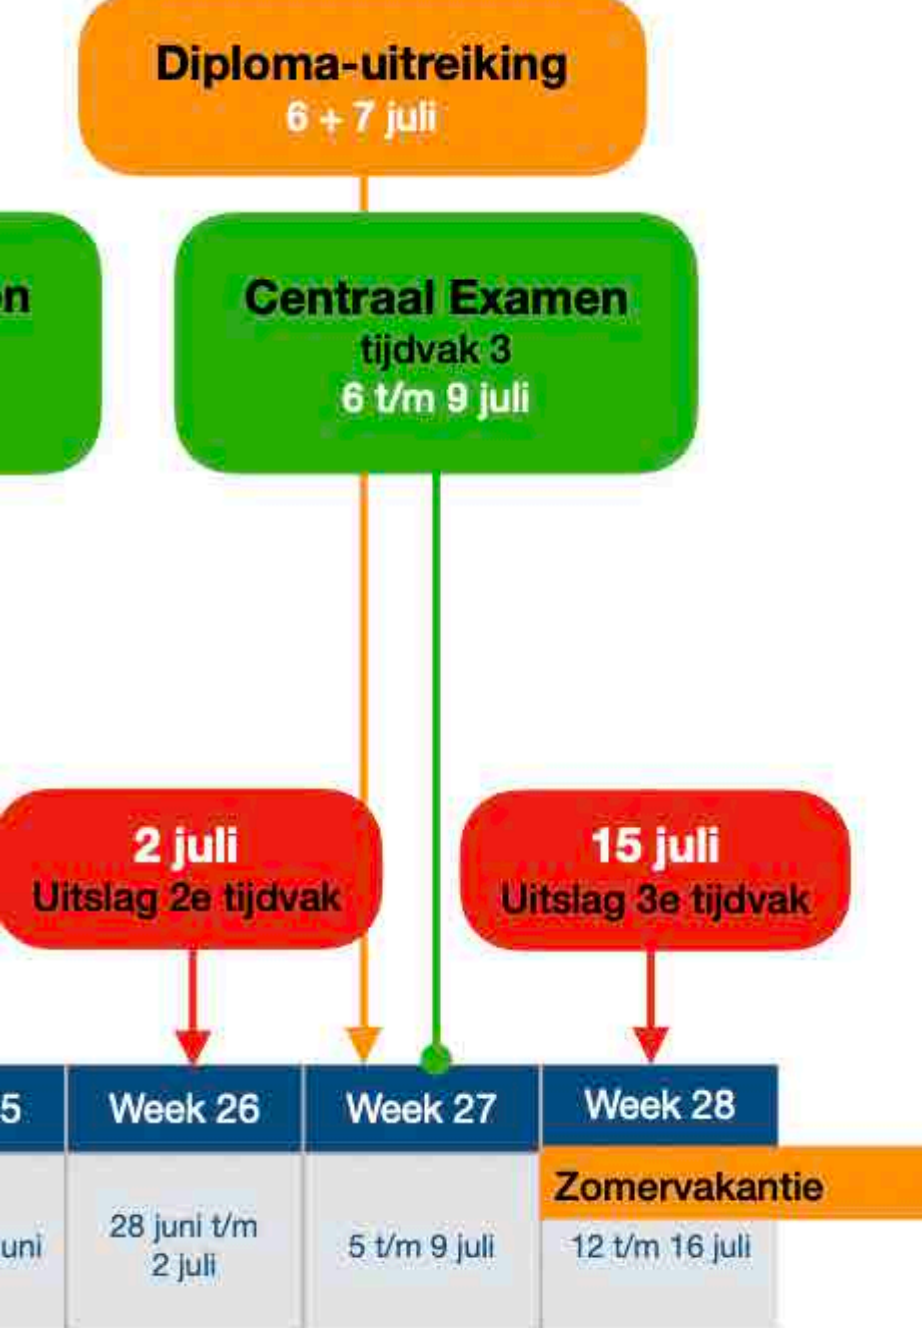 Diploma-uitreiking
6 + 7 juli
Centraal Examen
tijdvak 3
6 t/m 9 juli
2 juli
Uitslag 2e tijdvak
15 juli
Uitslag 3e tijdvak
Week 26
Week 27
Week 28
Zomervakantie
28 juni t/m
2 juli
5 t/m 9 juli
12 t/m 16 juli